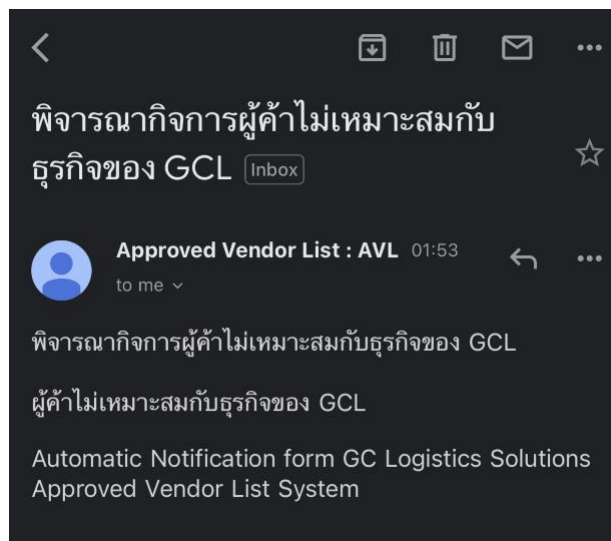 พิจารณากิจการผู้ค้าไม่เหมาะสมกับ
ธุรกิจของ GCL Inbox
Approved Vendor List : AVL 01:53
to me
พิจารณากิจการผู้ค้าไม่เหมาะสมกับธุรกิจของ GCL
ผู้ค้าไม่เหมาะสมกับธุรกิจของ GCL
Automatic Notification form GC Logistics Solutions
Approved Vendor List System